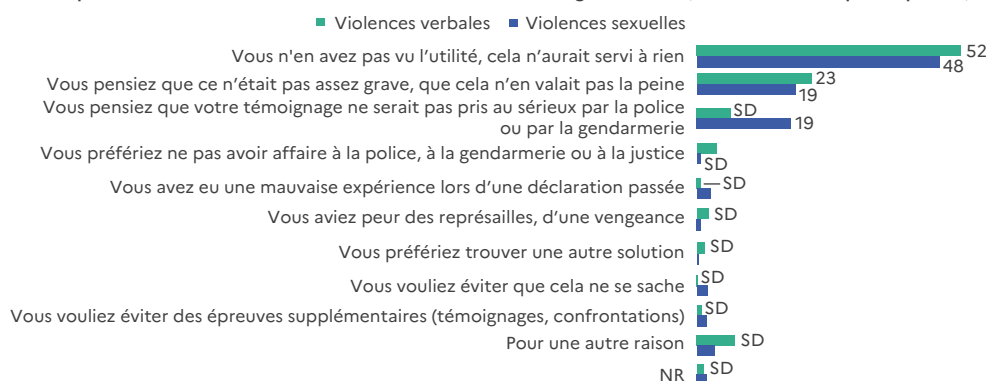 Violences verbales Violences sexuelles
Vous n'en avez pas vu l’utilité, cela n’aurait servi à rien 52
48
Vous pensiez que ce n’était pas assez grave, que cela n’en valait pas la peine 23
19
Vous pensiez que votre témoignage ne serait pas pris au sérieux par la police SD
ou par la gendarmerie 19
Vous préfériez ne pas avoir affaire à la police, à la gendarmerie ou à la justice
SD
Vous avez eu une mauvaise expérience lors d’une déclaration passée SD
Vous aviez peur des représailles, d’une vengeance SD
Vous préfériez trouver une autre solution SD
Vous vouliez éviter que cela ne se sache SD
Vous vouliez éviter des épreuves supplémentaires (témoignages, confrontations) SD
Pour une autre raison SD
NR SD